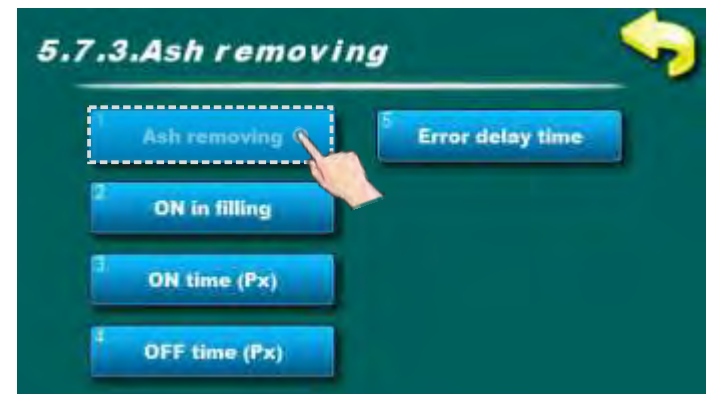 5.7.3.Ash removing
1
Ash removing
2
ON in filling
3
ON time (Px)
4
OFF time (Px)
5
Error delay time